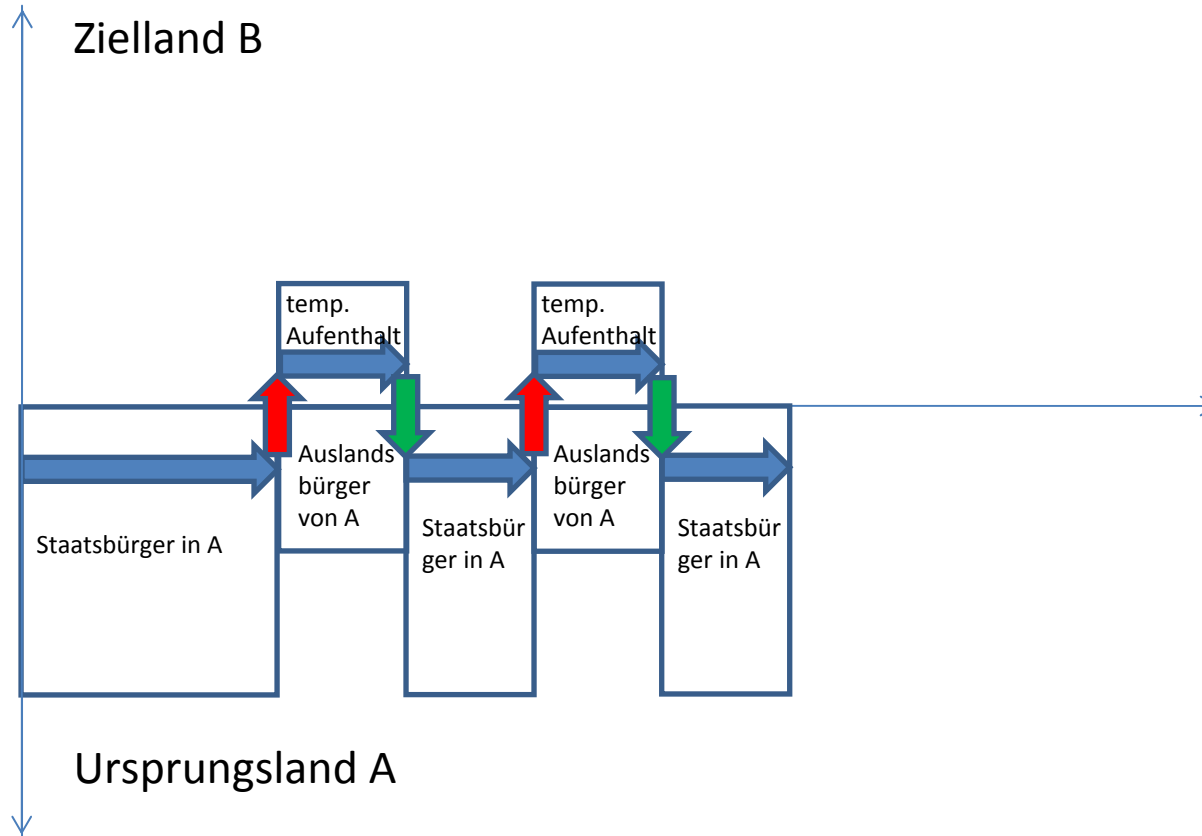 Zielland B
temp.
Aufenthalt
temp.
Aufenthalt
Staatsbürger in A
Auslands
bürger
von A
Staatsbür
ger in A
Auslands
bürger
von A
Staatsbür
ger in A
Ursprungsland A